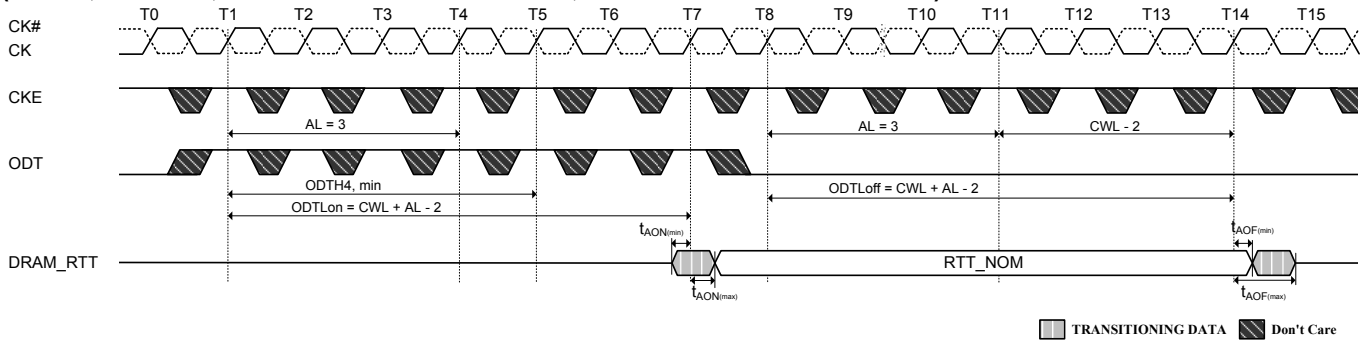 T0 T1 T2 T3 T4 T5 T6 T7 T8 T9 T10 T11 T12 T13 T14 T15
CK#
CK
CKE
AL = 3 AL = 3 CWL - 2
ODT
ODTH4, min ODTLoff = CWL + AL - 2
ODTLon = CWL + AL - 2
tAON(min) tAOF(min)
DRAM_RTT RTT_NOM
tAON(max) tAOF(max)
TRANSITIONING DATA Don't Care